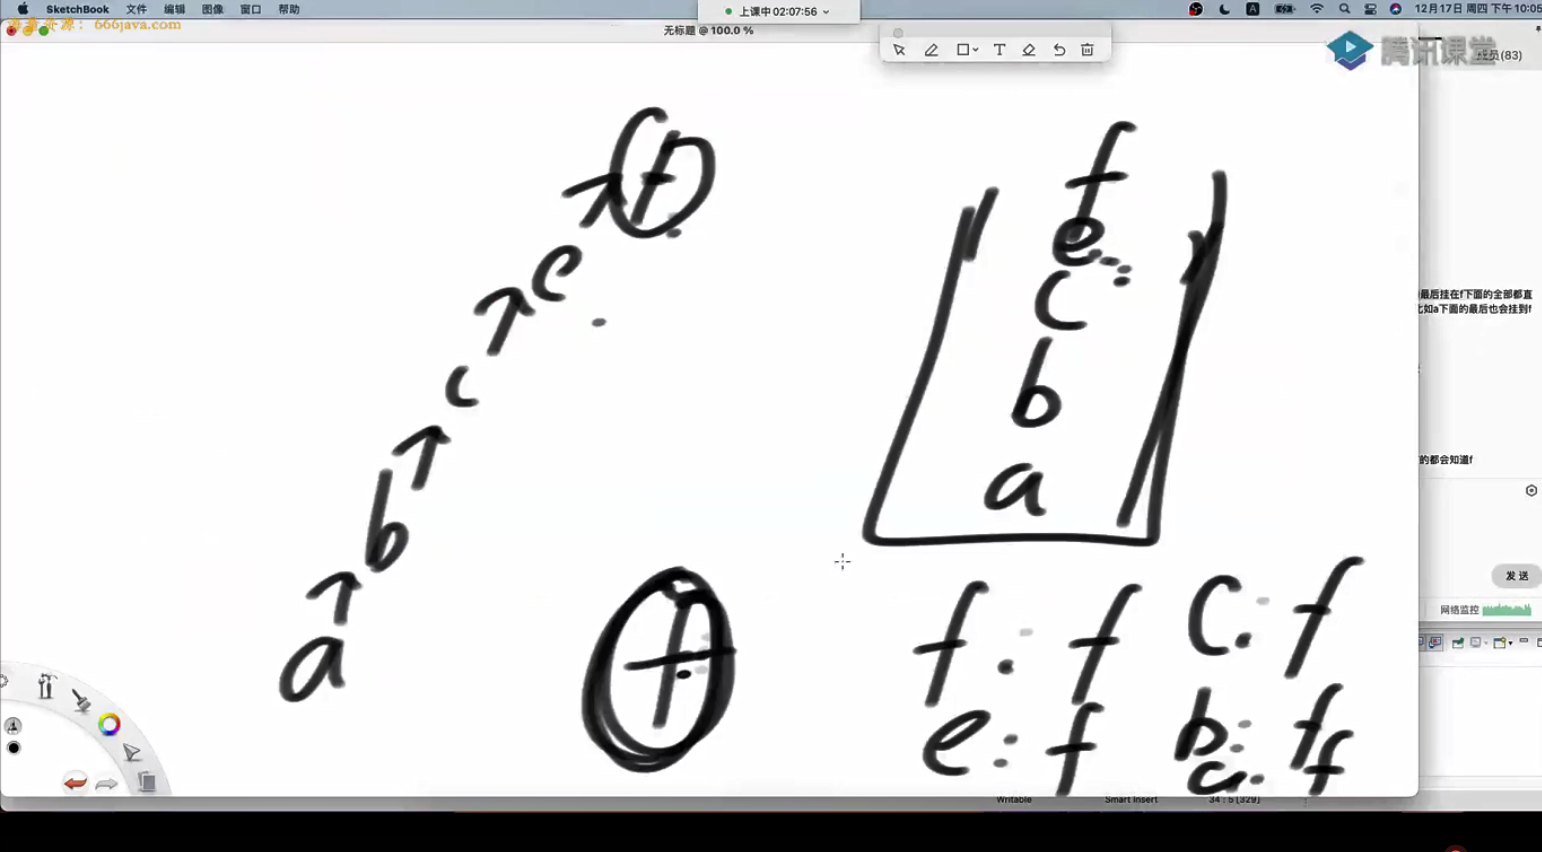 SketchBook 文件 编辑 图像 窗口 帮助
上课中 02:07:56
12月17日 周四 下午 10:05
666java.com
无标题 @ 100.0 %
T
腾讯课堂
成员(83)
f
f
e
e
c
c
b
b
a
a
最后挂在f下面的全部都直
比如a下面的最后也会挂到f
的都会知道f
发 送
网络监控
f
f: f
c: f
e: f
b: f
a: f
Writable Smart Insert 34 : 5 [329]